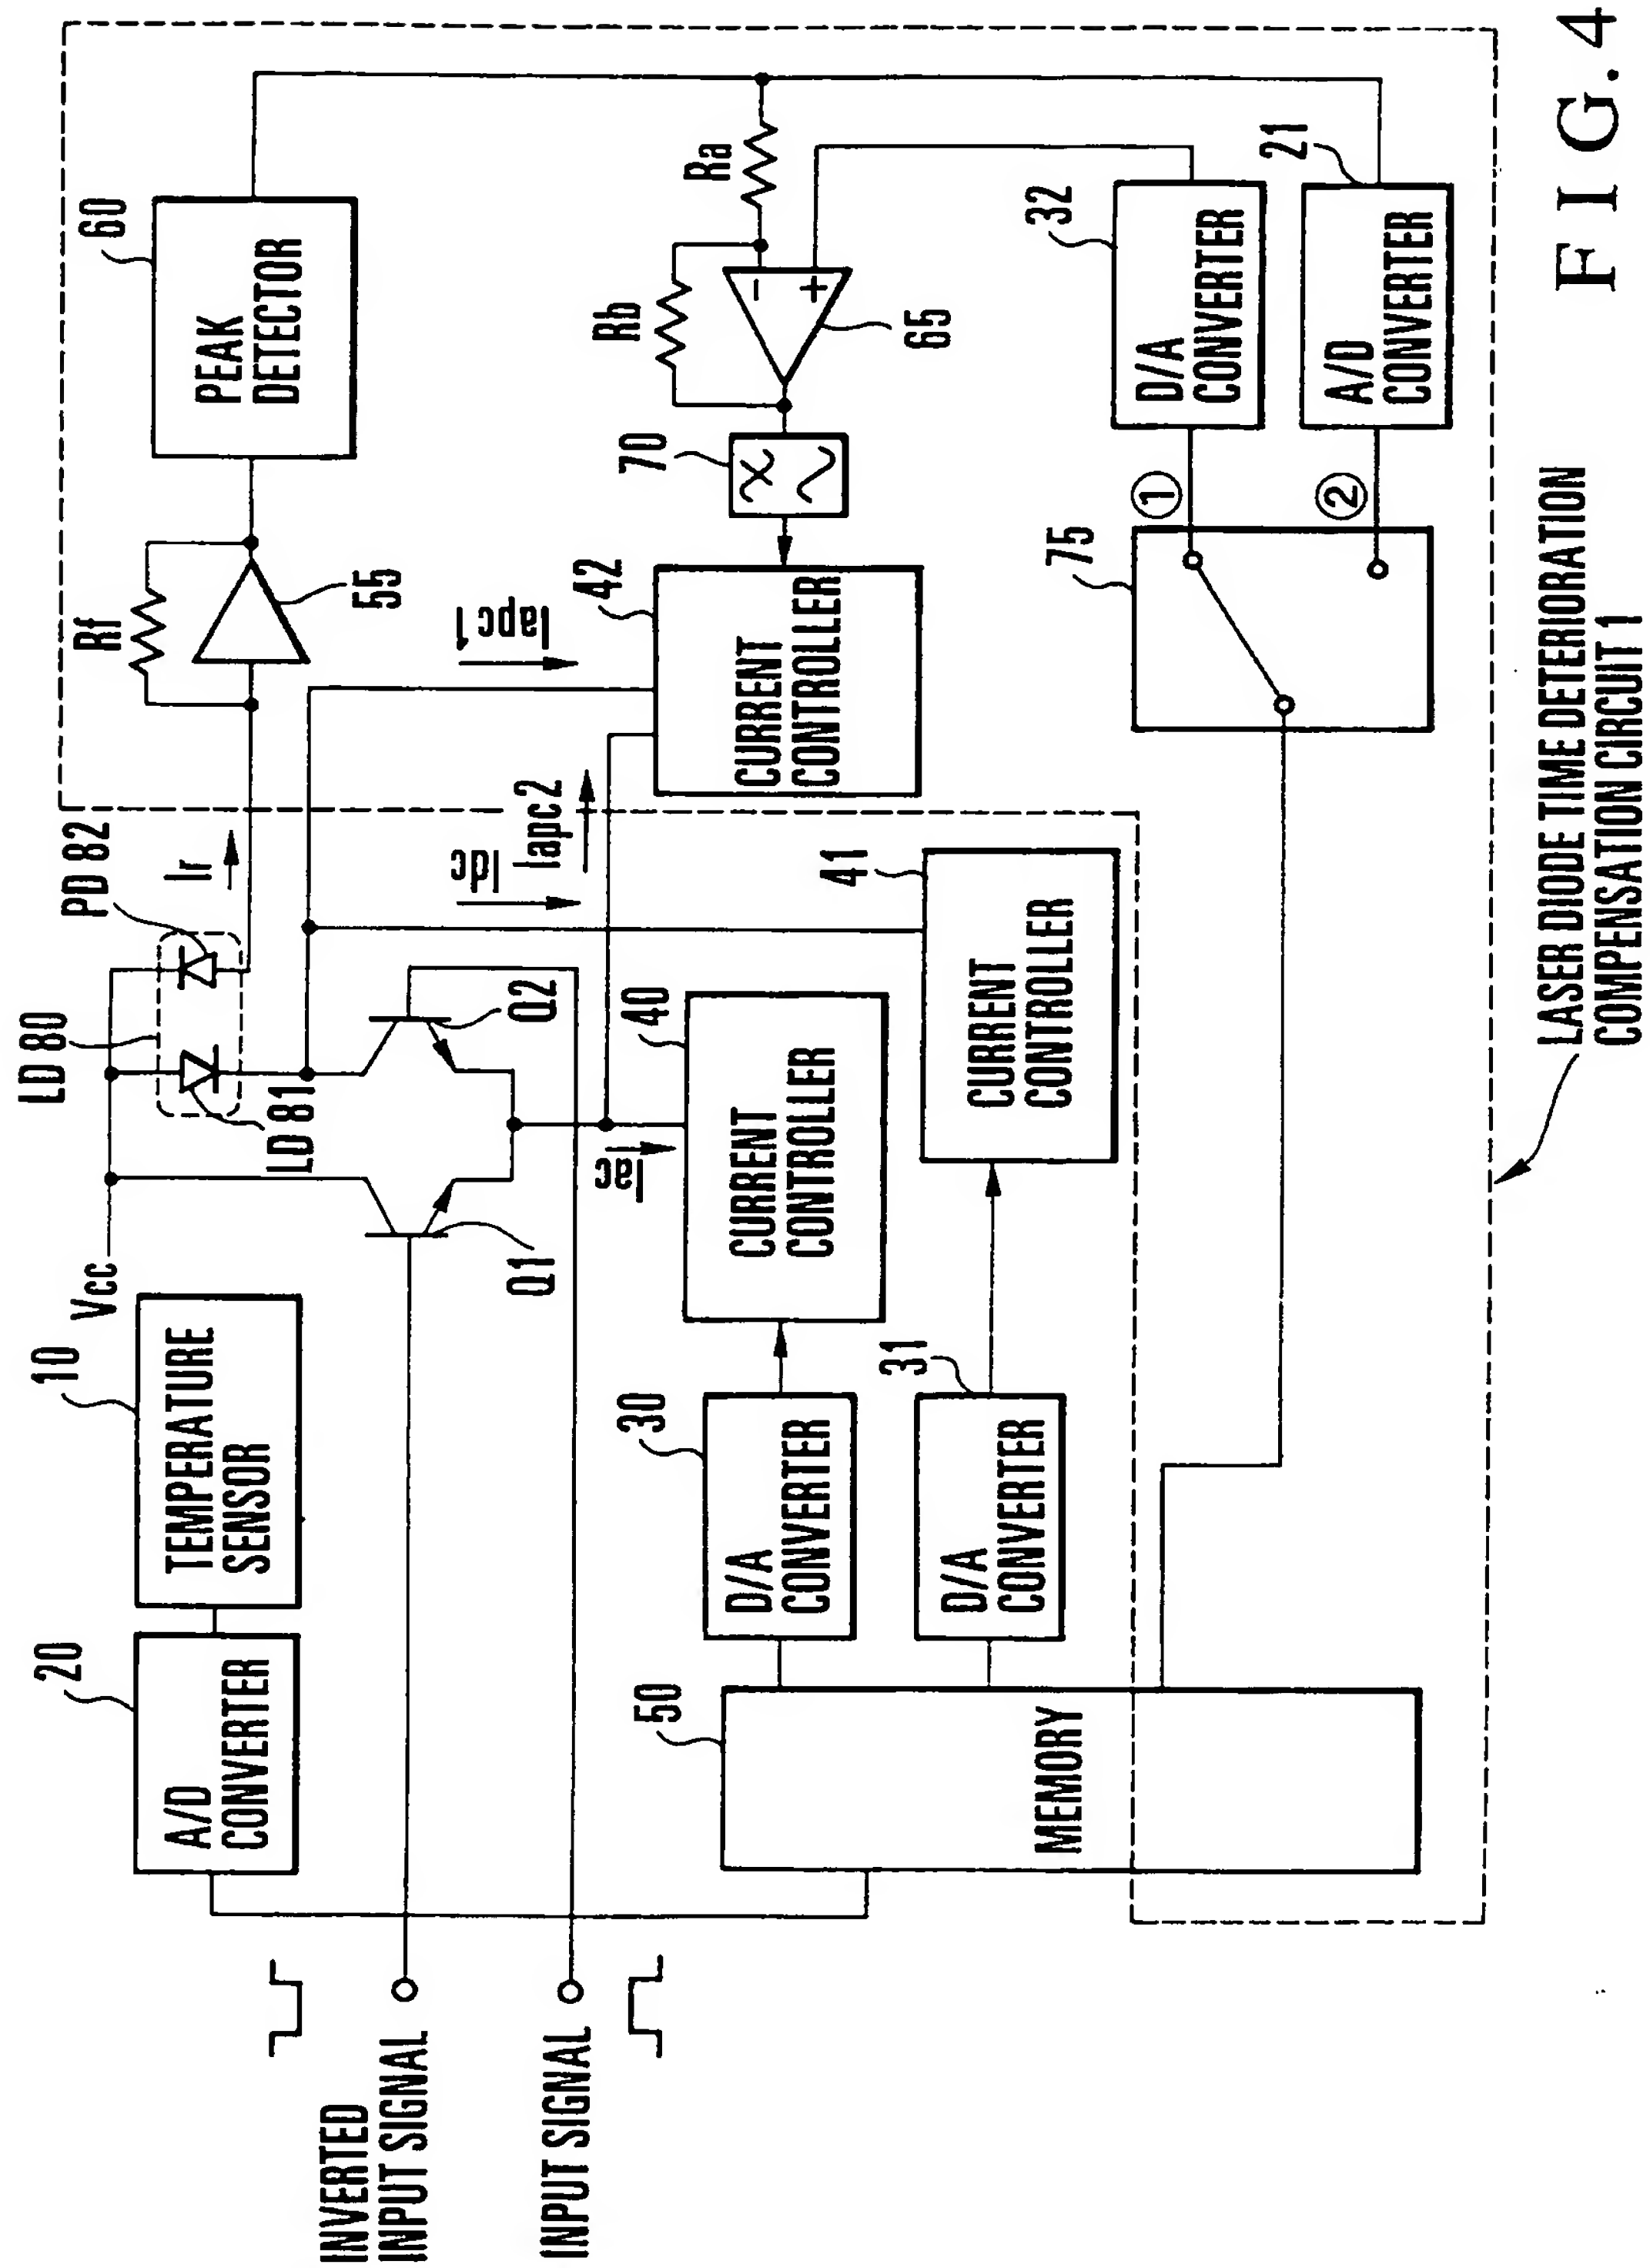 20
A/D
CONVERTER
10
TEMPERATURE
SENSOR
Vcc
LD 80
PD 82
LD 81
Ir
Rf
55
60
PEAK
DETECTOR
INVERTED
INPUT SIGNAL
INPUT SIGNAL
Q1
Q2
Iac
Idc
Iapc2
Iapc1
Rb
Ra
- +
65
70
42
CURRENT
CONTROLLER
50
MEMORY
30
D/A
CONVERTER
40
CURRENT
CONTROLLER
31
D/A
CONVERTER
41
CURRENT
CONTROLLER
75
①
②
32
D/A
CONVERTER
21
A/D
CONVERTER
LASER DIODE TIME DETERIORATION
COMPENSATION CIRCUIT 1
FIG.4